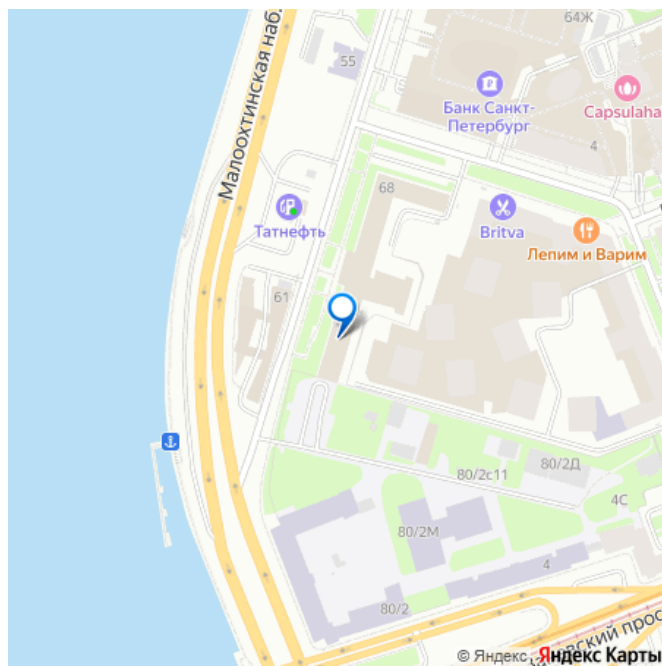 64Ж
Малоохтинская наб.
55
Банк Санкт-
Петербург
Capsulaha
4
68
Татнефть
Britva
Лепим и Варим
61
80/2с11
80/2Д
4С
80/2М
4
80/2
© Яндекс Яндекс Карты